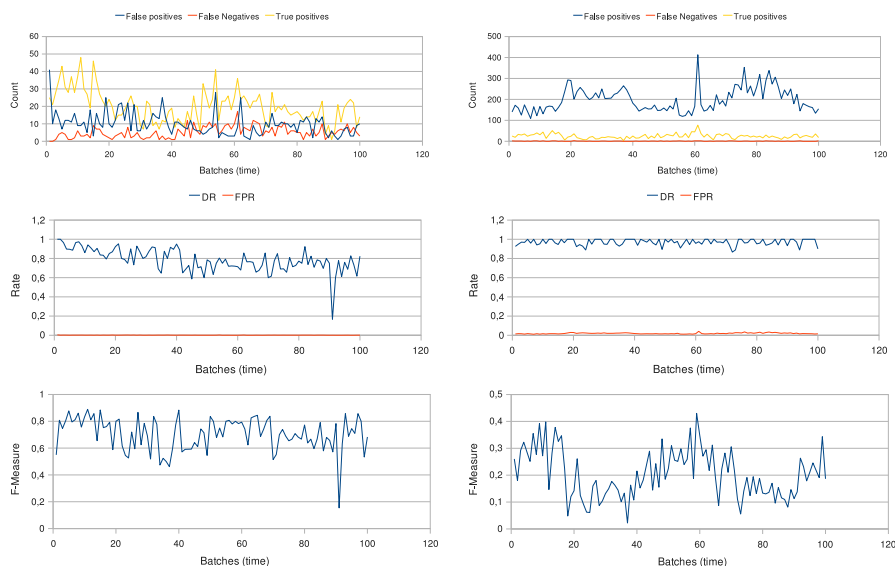 False positives False Negatives True positives
60
50
40
30
20
10
0
Count
0 20 40 60 80 100 120
Batches (time)
False positives False Negatives True positives
500
400
300
200
100
0
Count
0 20 40 60 80 100 120
Batches (time)
DR FPR
1,2
1
0,8
0,6
0,4
0,2
0
Rate
0 20 40 60 80 100 120
Batches (time)
DR FPR
1,2
1
0,8
0,6
0,4
0,2
0
Rate
0 20 40 60 80 100 120
Batches (time)
1
0,8
0,6
0,4
0,2
0
F-Measure
0 20 40 60 80 100 120
Batches (time)
0,5
0,4
0,3
0,2
0,1
0
F-Measure
0 20 40 60 80 100 120
Batches (time)